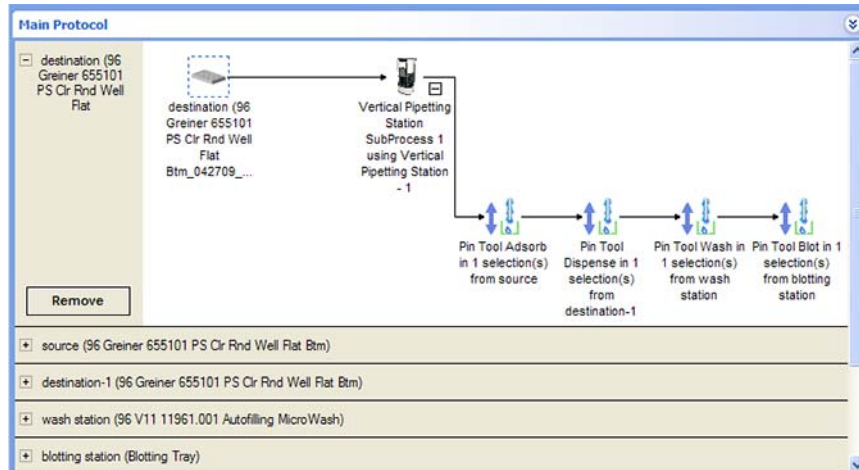 Main Protocol
destination (96
Greiner 655101
PS Clr Rnd Well
Flat
destination (96
Greiner 655101
PS Clr Rnd Well
Flat
Btm_042709_...
Vertical Pipetting
Station
SubProcess 1
using Vertical
Pipetting Station
- 1
Pin Tool Adsorb
in 1 selection(s)
from source
Pin Tool
Dispense in 1
selection(s)
from
destination-1
Pin Tool Wash in
1 selection(s)
from wash
station
Pin Tool Blot in 1
selection(s)
from blotting
station
Remove
source (96 Greiner 655101 PS Clr Rnd Well Flat Btm)
destination-1 (96 Greiner 655101 PS Clr Rnd Well Flat Btm)
wash station (96 V11 11961.001 Autofilling MicroWash)
blotting station (Blotting Tray)